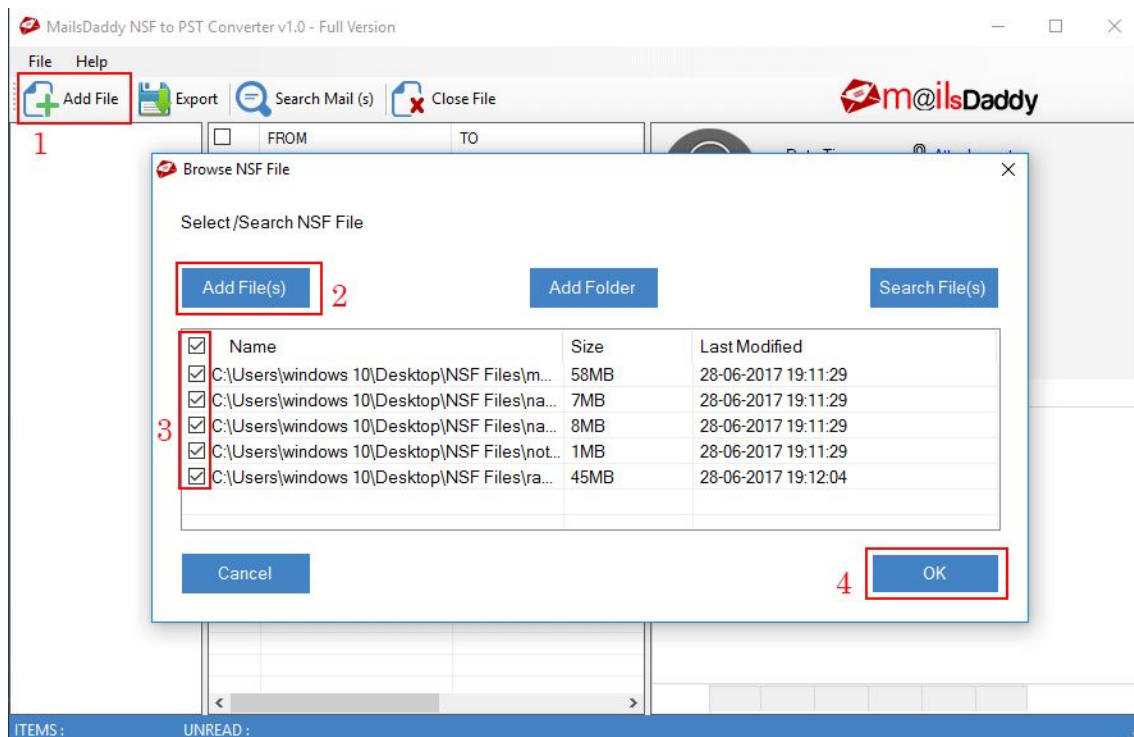 MailsDaddy NSF to PST Converter v1.0 - Full Version
File Help
Add File Export Search Mail (s) Close File m@ilsDaddy
1
FROM TO
Browse NSF File
Select/Search NSF File
Add File(s) 2 Add Folder Search File(s)
Name Size Last Modified
C:\Users\windows 10\Desktop\NSF Files\m... 58MB 28-06-2017 19:11:29
C:\Users\windows 10\Desktop\NSF Files\na... 7MB 28-06-2017 19:11:29
3 C:\Users\windows 10\Desktop\NSF Files\na... 8MB 28-06-2017 19:11:29
C:\Users\windows 10\Desktop\NSF Files\not... 1MB 28-06-2017 19:11:29
C:\Users\windows 10\Desktop\NSF Files\ra... 45MB 28-06-2017 19:12:04
Cancel 4 OK
ITEMS : UNREAD :